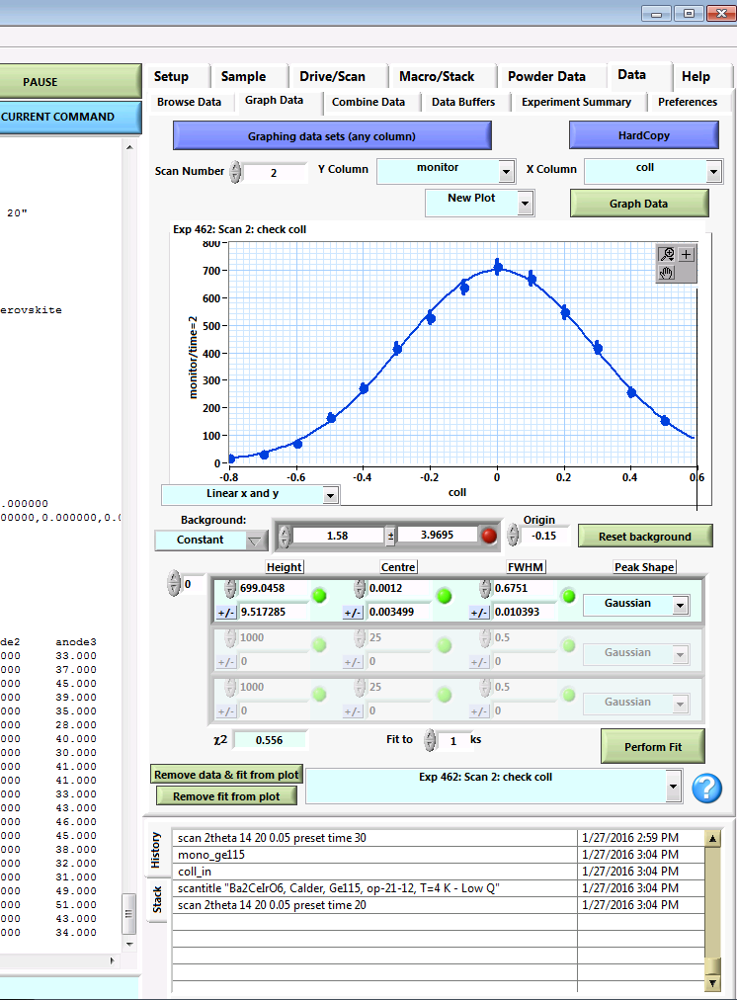 PAUSE
CURRENT COMMAND
20"
erovskite
.000000
00000,0.000000,0.0
de2 anode3
000 33.000
000 37.000
000 45.000
000 39.000
000 35.000
000 28.000
000 40.000
000 30.000
000 41.000
000 41.000
000 33.000
000 43.000
000 46.000
000 45.000
000 38.000
000 32.000
000 31.000
000 49.000
000 51.000
000 43.000
000 34.000
Setup Sample Drive/Scan Macro/Stack Powder Data Data Help
Browse Data Graph Data Combine Data Data Buffers Experiment Summary Preferences
Graphing data sets (any column) HardCopy
Scan Number 2 Y Column monitor X Column coll
New Plot Graph Data
Exp 462: Scan 2: check coll
800
700
600
500
400
300
200
100
0
monitor/time=2
-0.8 -0.6 -0.4 -0.2 0 0.2 0.4 0.6
coll
Linear x and y
Background: Origin
Constant 1.58 ± 3.9695 -0.15 Reset background
Height Centre FWHM Peak Shape
0
699.0458 0.0012 0.6751 Gaussian
+/- 9.517285 +/- 0.003499 +/- 0.010393
1000 25 0.5 Gaussian
+/- 0 +/- 0 +/- 0
1000 25 0.5 Gaussian
+/- 0 +/- 0 +/- 0
χ2 0.556 Fit to 1 ks Perform Fit
Remove data & fit from plot Exp 462: Scan 2: check coll ?
Remove fit from plot
History
Stack
scan 2theta 14 20 0.05 preset time 30 1/27/2016 2:59 PM
mono_ge115 1/27/2016 3:04 PM
coll_in 1/27/2016 3:04 PM
scantitle "Ba2CeIrO6, Calder, Ge115, op-21-12, T=4 K - Low Q" 1/27/2016 3:04 PM
scan 2theta 14 20 0.05 preset time 20 1/27/2016 3:04 PM